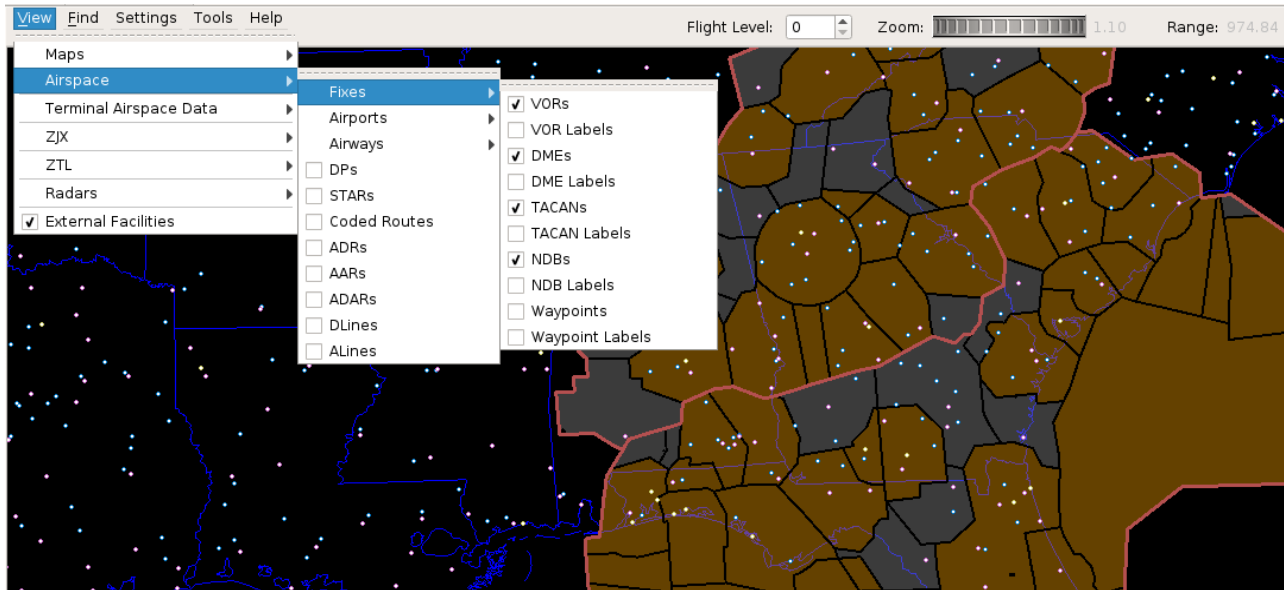 View Find Settings Tools Help Flight Level: 0 Zoom: 1.10 Range: 974.84
Maps
Airspace
Terminal Airspace Data
ZJX
ZTL
Radars
External Facilities
Fixes
Airports
Airways
DPs
STARs
Coded Routes
ADRs
AARs
ADARs
DLines
ALines
VORs
VOR Labels
DMEs
DME Labels
TACANs
TACAN Labels
NDBs
NDB Labels
Waypoints
Waypoint Labels